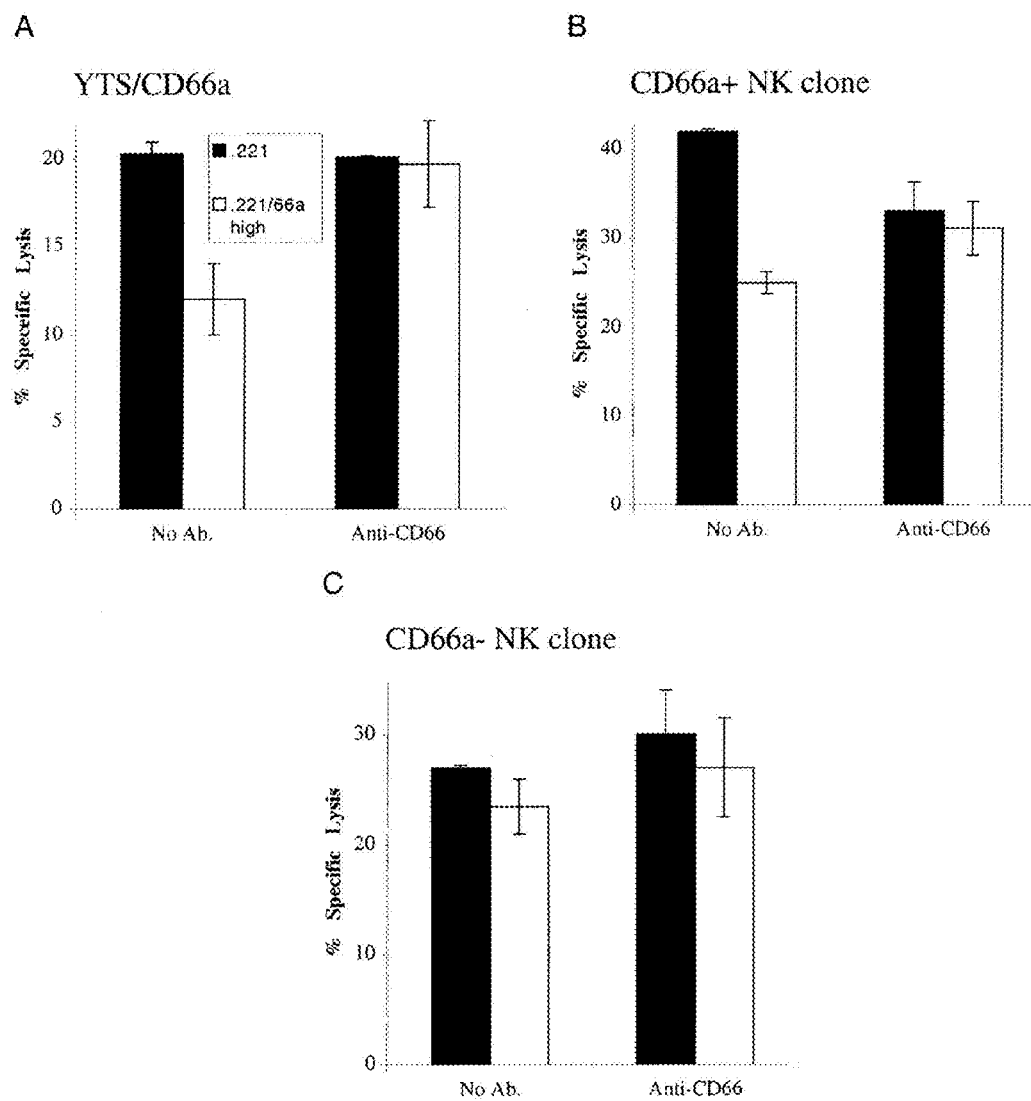 A
YTS/CD66a
% Speceific Lysis
20
15
10
5
0
.221
.221/66a
high
No Ab.
Anti-CD66
B
CD66a+ NK clone
% Specific Lysis
40
30
20
10
0
No Ab.
Anti-CD66
C
CD66a- NK clone
% Specific Lysis
30
20
10
0
No Ab.
Anti-CD66